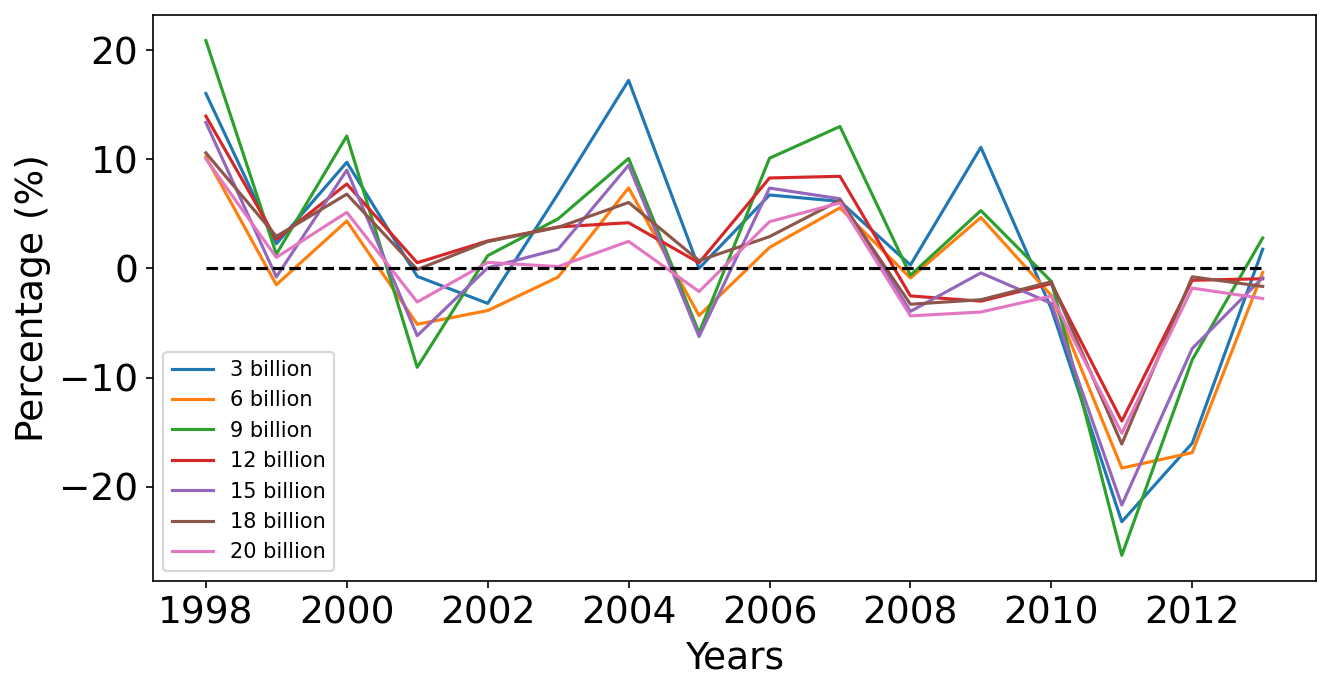 Percentage (%)
20
10
0
−10
−20
3 billion
6 billion
9 billion
12 billion
15 billion
18 billion
20 billion
1998 2000 2002 2004 2006 2008 2010 2012
Years